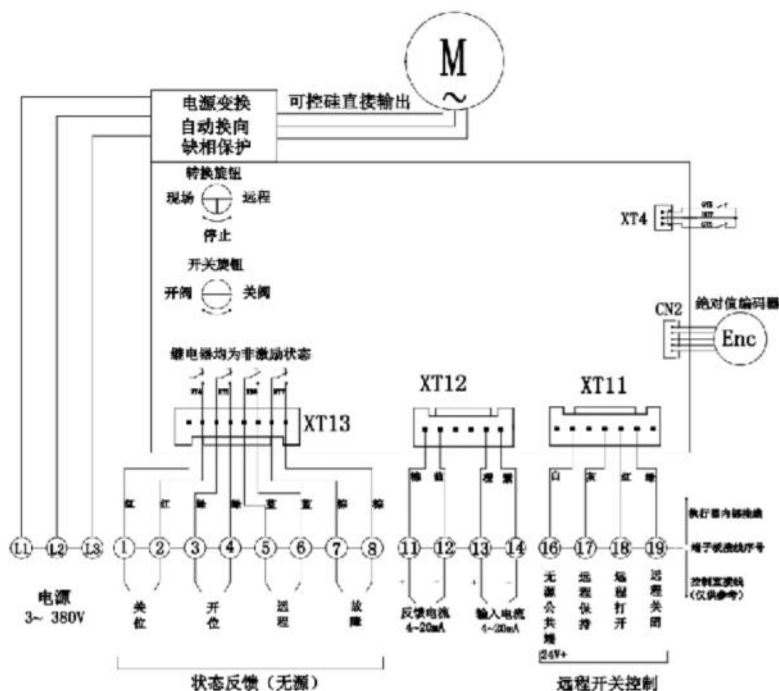 M
~
电源变换
自动换向
缺相保护
可控硅直接输出
转换旋钮
现场
远程
停止
开关旋钮
开阀
关阀
XT4
CN2
绝对值编码器
Enc
继电器均为非激励状态
XT13
XT12
XT11
红
红
绿
绿
蓝
蓝
棕
棕
白
灰
红
绿
执行器内部接线
L1
L2
L3
1
2
3
4
5
6
7
8
11
12
13
14
16
17
18
19
端子板接线序号
电源
3~ 380V
关位
开位
远程
故障
+
-
反馈电流
4~20mA
+
-
输入电流
4~20mA
无源公共端
远程保持
远程打开
远程关闭
控制室接线
(仅供参考)
24V+
状态反馈（无源）
远程开关控制